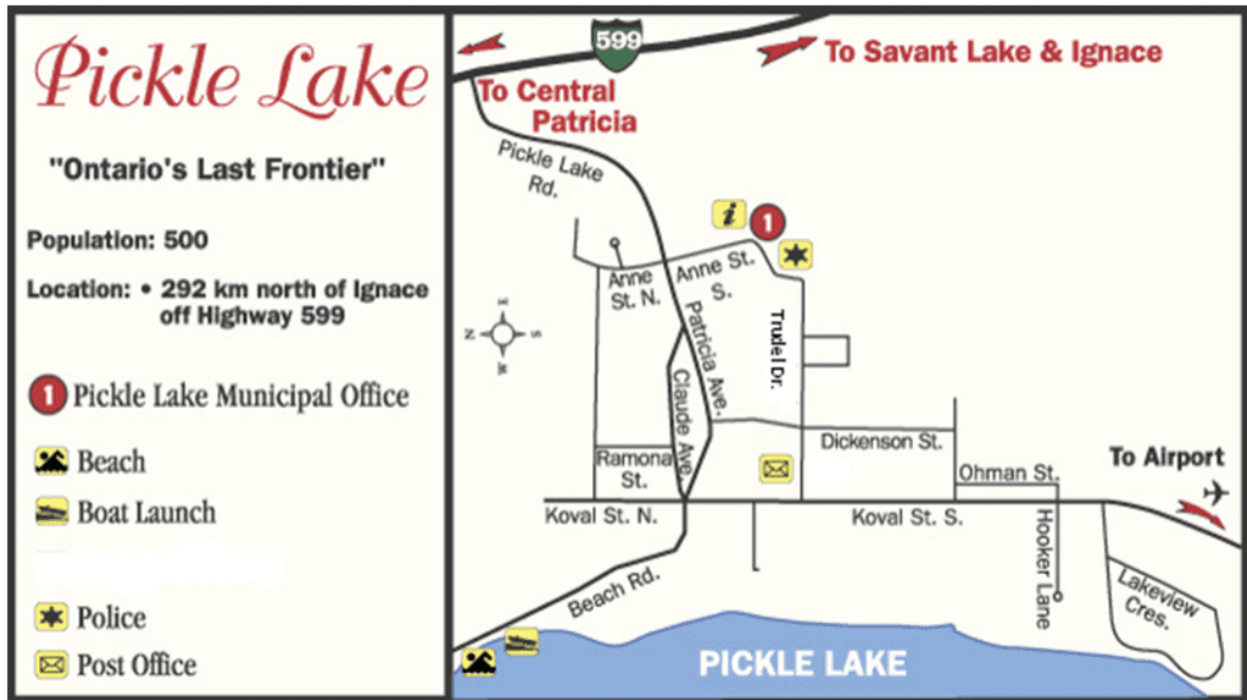 Pickle Lake
"Ontario's Last Frontier"
Population: 500
Location: • 292 km north of Ignace
off Highway 599
1 Pickle Lake Municipal Office
Beach
Boat Launch
Police
Post Office
599
To Savant Lake & Ignace
To Central
Patricia
Pickle Lake
Rd.
i
1
Anne
St. N.
Anne St.
S.
Patricia Ave.
Trudel Dr.
Claude Ave.
N
S
Ramona
St.
Dickenson St.
Ohman St.
To Airport
Koval St. N.
Koval St. S.
Hooker Lane
Lakeview
Cres.
Beach Rd.
PICKLE LAKE